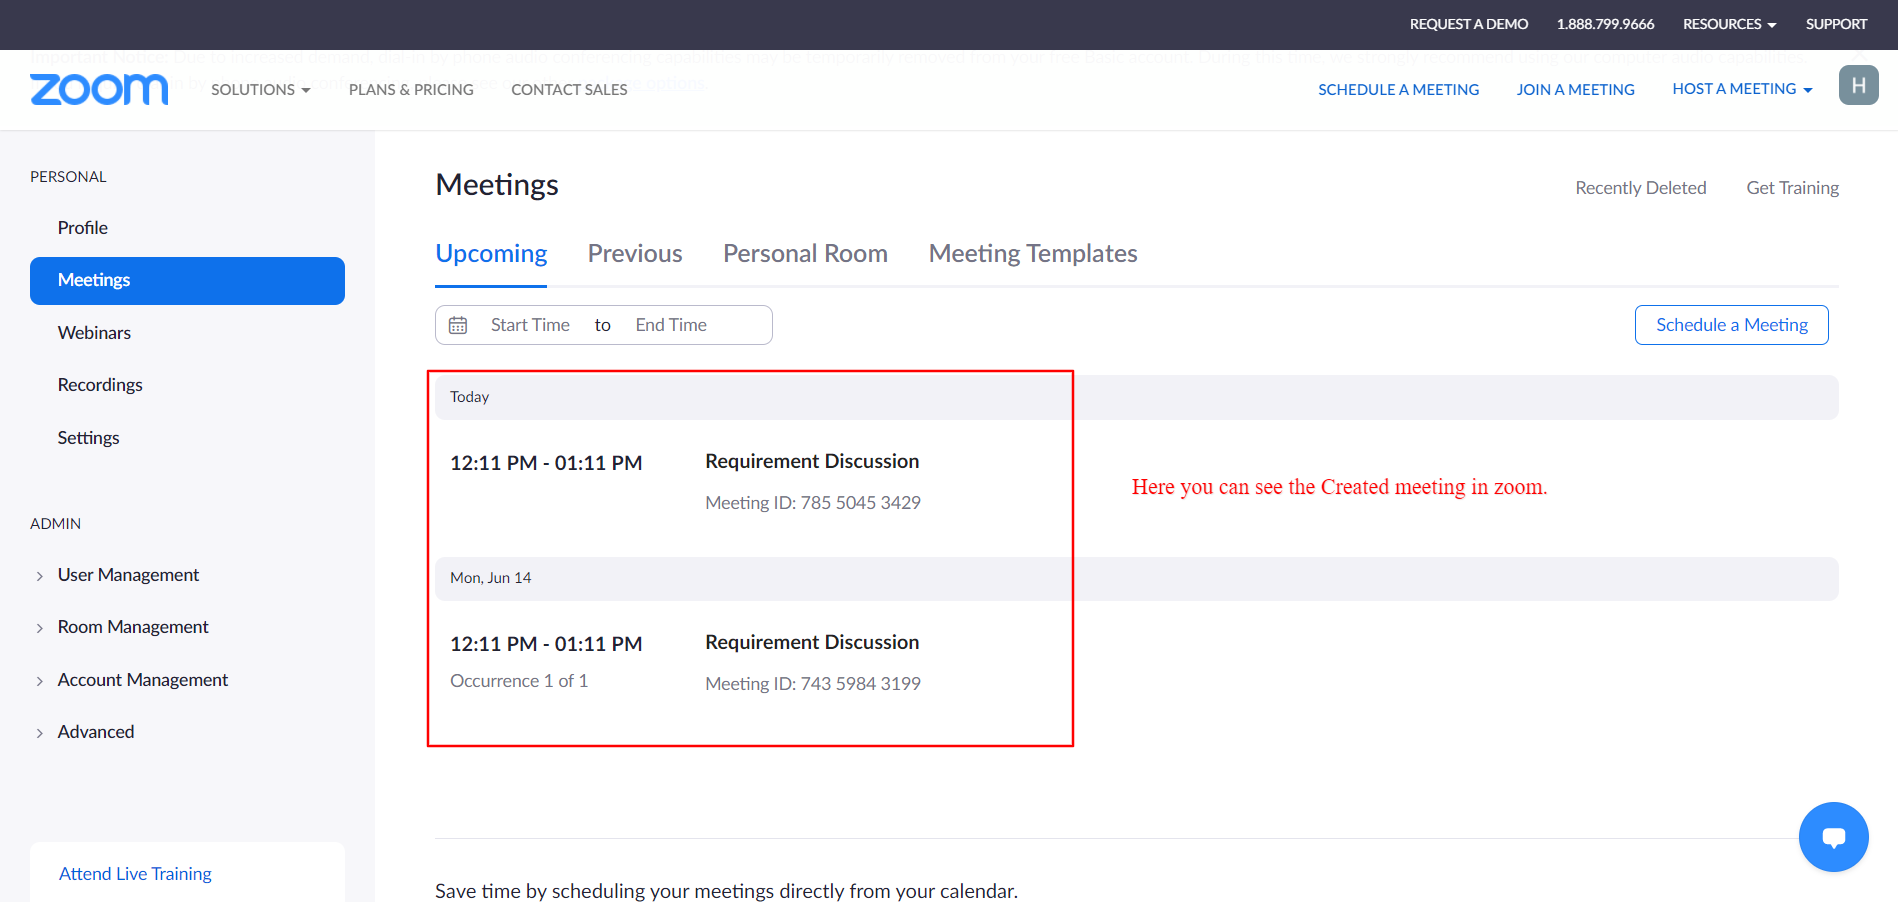 REQUEST A DEMO 1.888.799.9666 RESOURCES SUPPORT
Important Notice: Due to increased demand, dial in by phone audio conferencing capabilities may be temporarily removed from your free Basic account. During this time, we strongly recommend using our computer audio capabilities.
zoom SOLUTIONS PLANS & PRICING CONTACT SALES SCHEDULE A MEETING JOIN A MEETING HOST A MEETING H
PERSONAL
Profile
Meetings
Webinars
Recordings
Settings
ADMIN
User Management
Room Management
Account Management
Advanced
Attend Live Training
Meetings
Recently Deleted Get Training
Upcoming Previous Personal Room Meeting Templates
Start Time to End Time Schedule a Meeting
Today
12:11 PM - 01:11 PM Requirement Discussion
Meeting ID: 785 5045 3429
Here you can see the Created meeting in zoom.
Mon, Jun 14
12:11 PM - 01:11 PM Requirement Discussion
Occurrence 1 of 1 Meeting ID: 743 5984 3199
Save time by scheduling your meetings directly from your calendar.